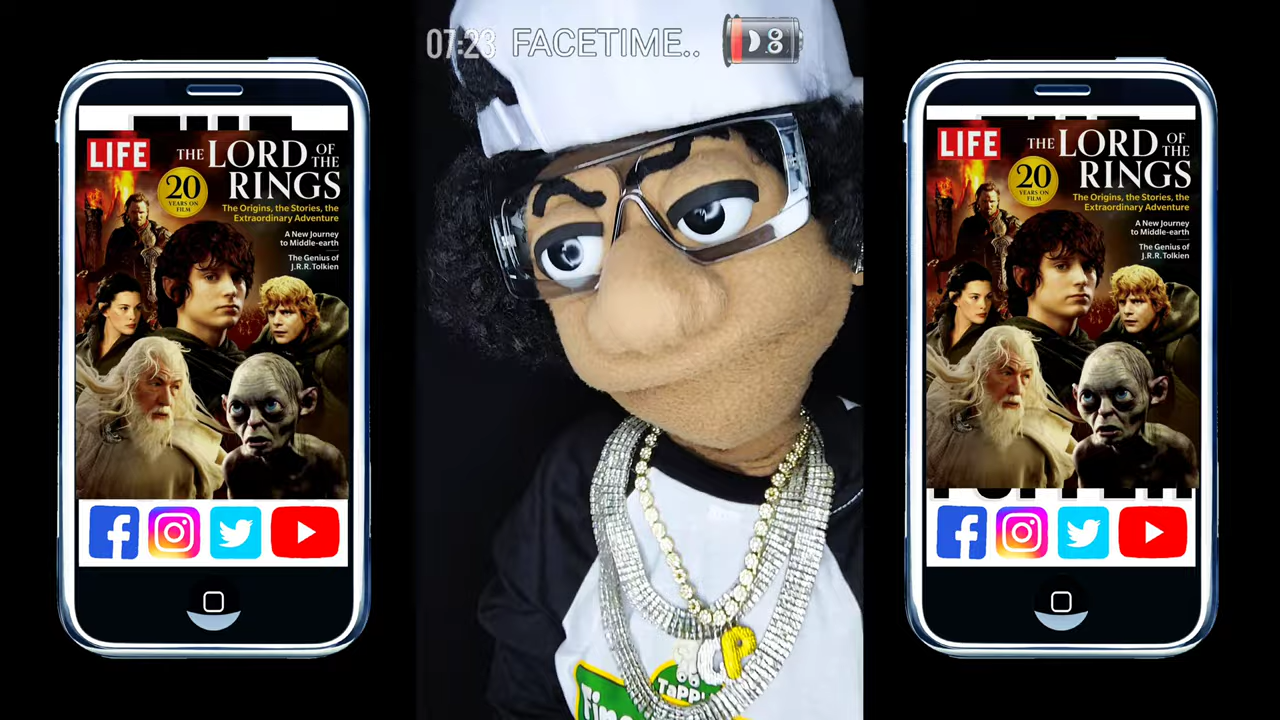 07:23 FACETIME..
LIFE
THE LORD OF THE
RINGS
20
YEARS ON
FILM
The Origins, the Stories, the
Extraordinary Adventure
A New Journey
to Middle-earth
The Genius of
J.R.R.Tolkien
LIFE
THE LORD OF THE
RINGS
20
YEARS ON
FILM
The Origins, the Stories, the
Extraordinary Adventure
A New Journey
to Middle-earth
The Genius of
J.R.R.Tolkien